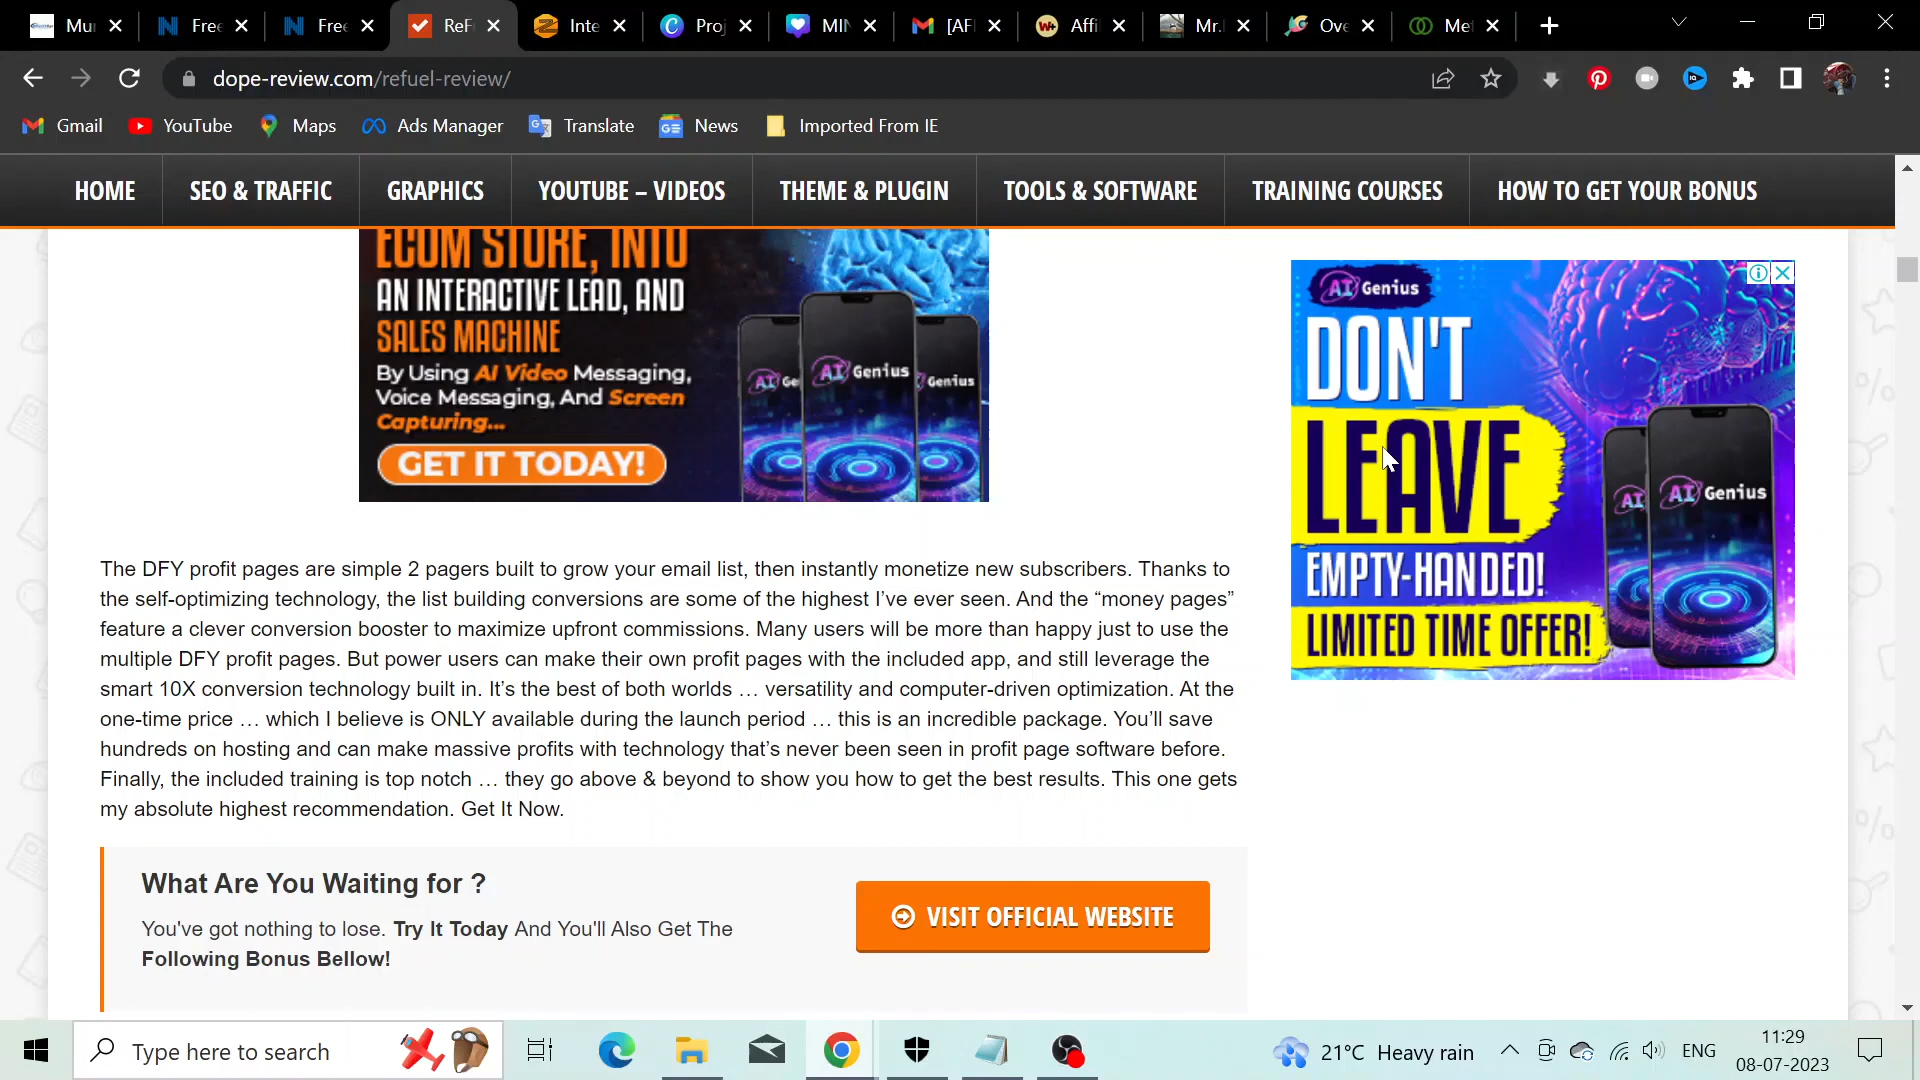 Mu
Free
Free
ReF
Inte
Proj
MIN
[AF
Affi
Mr.
Ove
Met
dope-review.com/refuel-review/
Gmail
YouTube
Maps
Ads Manager
Translate
News
Imported From IE
HOME
SEO & TRAFFIC
GRAPHICS
YOUTUBE – VIDEOS
THEME & PLUGIN
TOOLS & SOFTWARE
TRAINING COURSES
HOW TO GET YOUR BONUS
ECOM STORE, INTO
AN INTERACTIVE LEAD, AND
SALES MACHINE
By Using AI Video Messaging,
Voice Messaging, And Screen
Capturing...
GET IT TODAY!
AI Ge
AI Genius
Genius
AI Genius
DON'T
LEAVE
EMPTY-HANDED!
LIMITED TIME OFFER!
AI
AI Genius
The DFY profit pages are simple 2 pagers built to grow your email list, then instantly monetize new subscribers. Thanks to
the self-optimizing technology, the list building conversions are some of the highest I’ve ever seen. And the “money pages”
feature a clever conversion booster to maximize upfront commissions. Many users will be more than happy just to use the
multiple DFY profit pages. But power users can make their own profit pages with the included app, and still leverage the
smart 10X conversion technology built in. It’s the best of both worlds … versatility and computer-driven optimization. At the
one-time price … which I believe is ONLY available during the launch period … this is an incredible package. You’ll save
hundreds on hosting and can make massive profits with technology that’s never been seen in profit page software before.
Finally, the included training is top notch … they go above & beyond to show you how to get the best results. This one gets
my absolute highest recommendation. Get It Now.
What Are You Waiting for ?
You've got nothing to lose. Try It Today And You'll Also Get The
Following Bonus Bellow!
VISIT OFFICIAL WEBSITE
Type here to search
21°C Heavy rain
ENG
11:29
08-07-2023